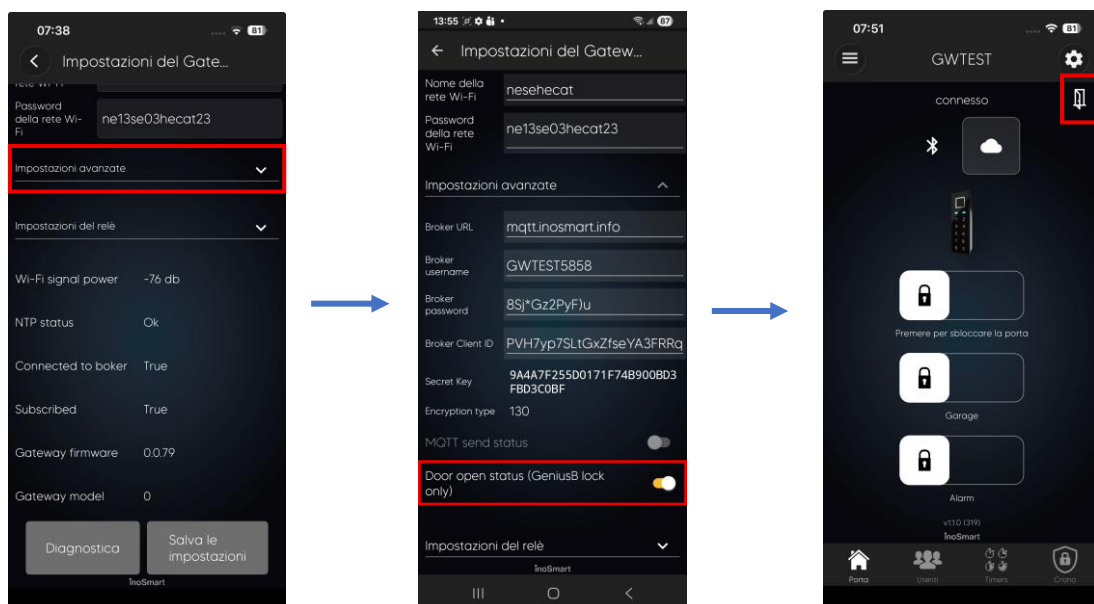 07:38
81
Impostazioni del Gate...
rete Wi-Fi
Password
della rete Wi-
Fi
ne13se03hecat23
Impostazioni avanzate
Impostazioni del relè
Wi-Fi signal power -76 db
NTP status Ok
Connected to boker True
Subscribed True
Gateway firmware 0.0.79
Gateway model 0
Diagnostica
Salva le
impostazioni
inoSmart
13:55
87
Impostazioni del Gatew...
Nome della
rete Wi-Fi
nesehecat
Password
della rete
Wi-Fi
ne13se03hecat23
Impostazioni avanzate
Broker URL mqtt.inosmart.info
Broker
username
GWTEST5858
Broker
password
8Sj*Gz2PyF)u
Broker Client ID PVH7yp7SLtGxZfseYA3FRRq
Secret Key
9A4A7F255D0171F74B900BD3
FBD3C0BF
Encryption type 130
MQTT send status
Door open status (GeniusB lock
only)
Impostazioni del relè
inoSmart
07:51
81
GWTEST
connesso
Premere per sbloccare la porta
Garage
Alarm
v1.1.0 (319)
inoSmart
Porta Utenti Timers Crono